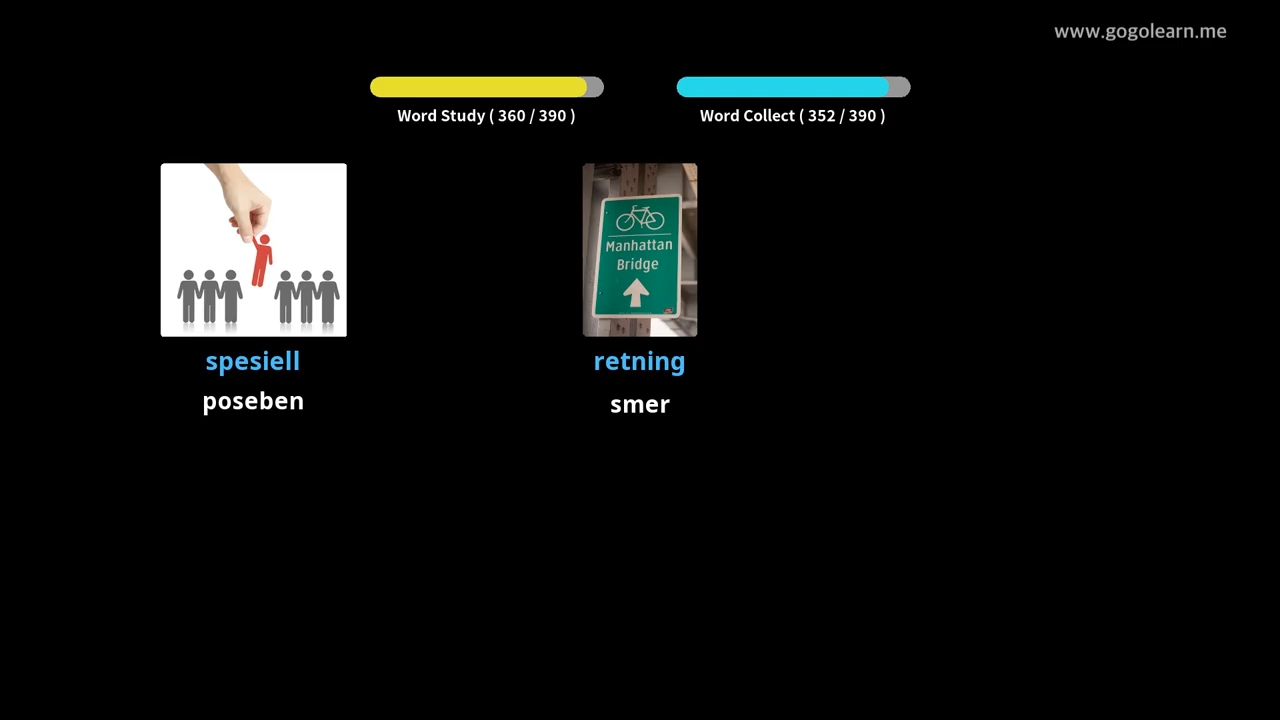 www.gogolearn.me
Word Study ( 360 / 390 )
Word Collect ( 352 / 390 )
Manhattan
Bridge
spesiell
retning
poseben
smer